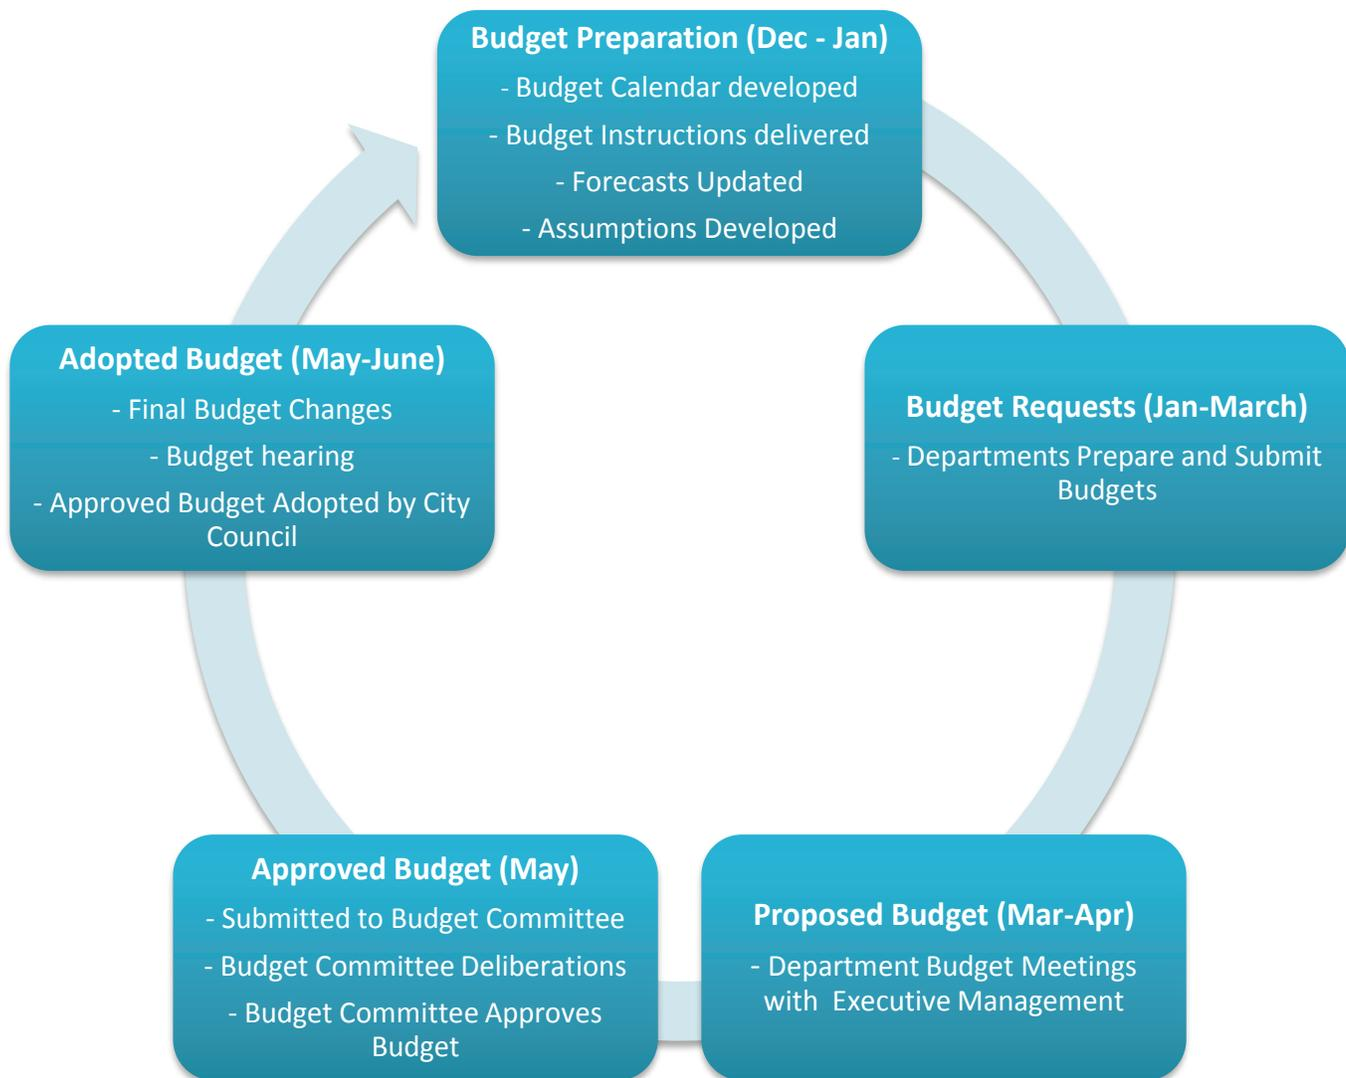 Budget Preparation (Dec - Jan)
- Budget Calendar developed
- Budget Instructions delivered
- Forecasts Updated
- Assumptions Developed
Budget Requests (Jan-March)
- Departments Prepare and Submit
Budgets
Proposed Budget (Mar-Apr)
- Department Budget Meetings
with  Executive Management
Approved Budget (May)
- Submitted to Budget Committee
- Budget Committee Deliberations
- Budget Committee Approves
Budget
Adopted Budget (May-June)
- Final Budget Changes
- Budget hearing
- Approved Budget Adopted by City
Council